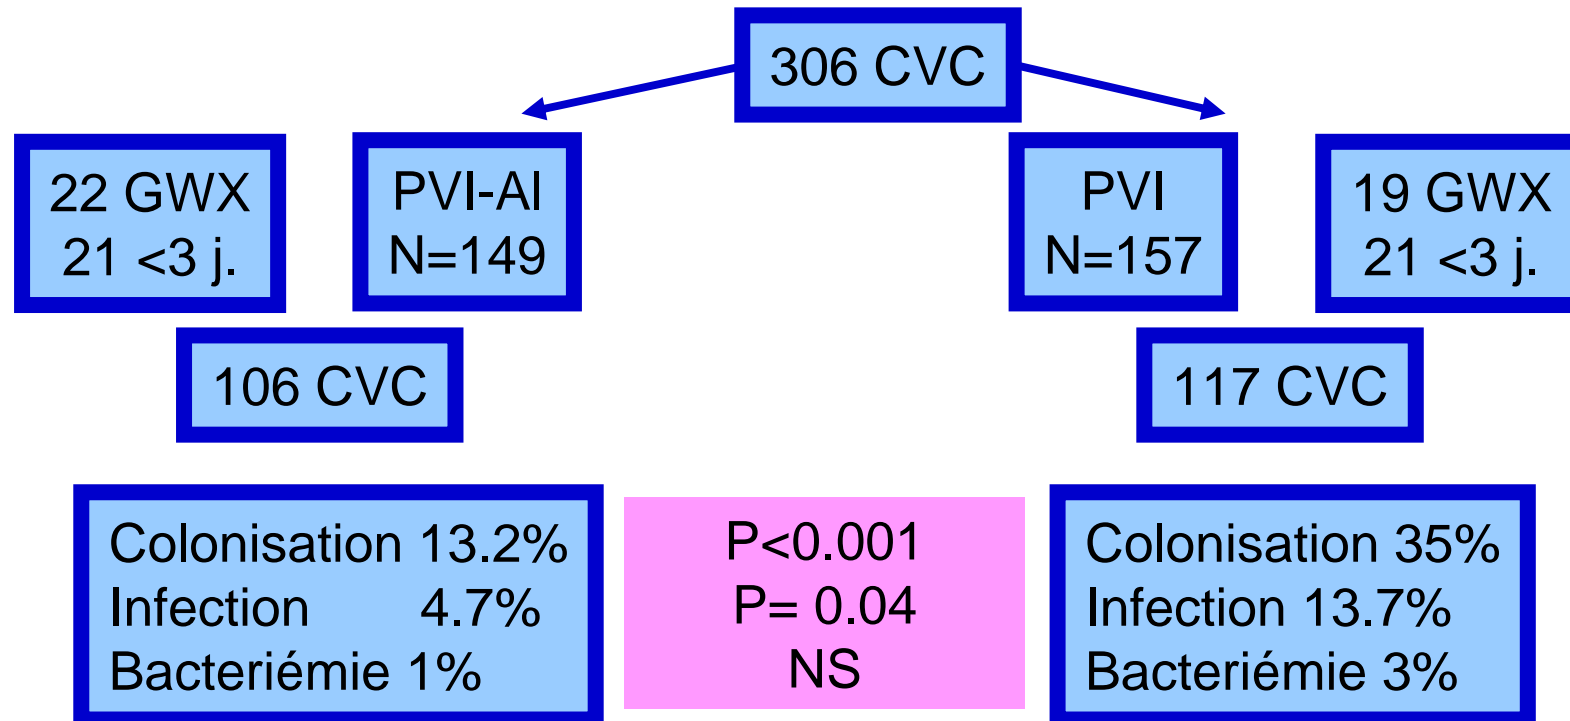 306 CVC
22 GWX
21 <3 j.
PVI-AI
N=149
PVI
N=157
19 GWX
21 <3 j.
106 CVC
117 CVC
Colonisation 13.2%
Infection 4.7%
Bacteriémie 1%
P<0.001
P= 0.04
NS
Colonisation 35%
Infection 13.7%
Bacteriémie 3%